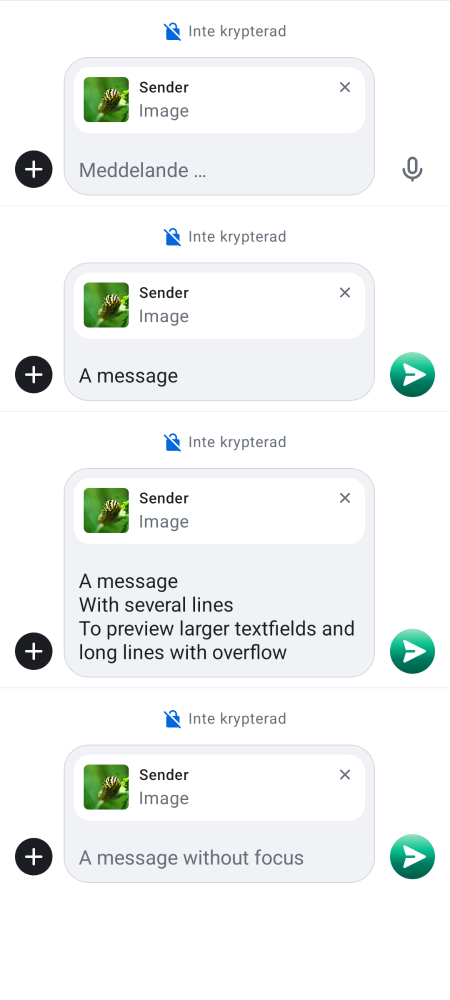 Inte krypterad
Sender
Image
Meddelande …
Inte krypterad
Sender
Image
A message
Inte krypterad
Sender
Image
A message
With several lines
To preview larger textfields and
long lines with overflow
Inte krypterad
Sender
Image
A message without focus